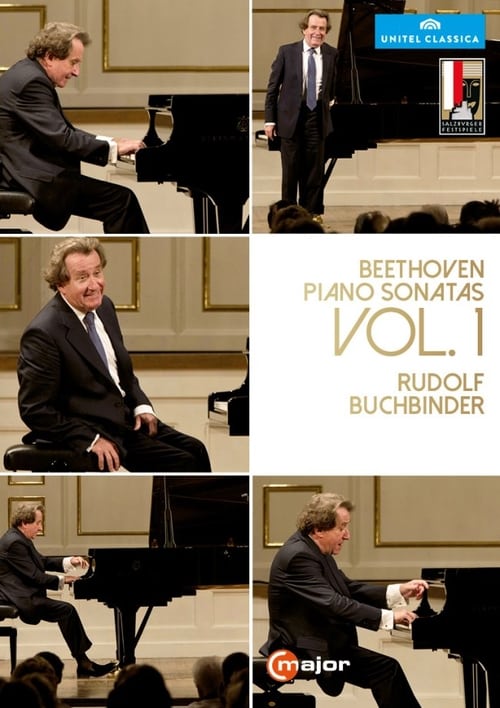 UNITEL CLASSICA
SALZBURGER
FESTSPIELE
BEETHOVEN
PIANO SONATAS
VOL. 1
RUDOLF
BUCHBINDER
C major